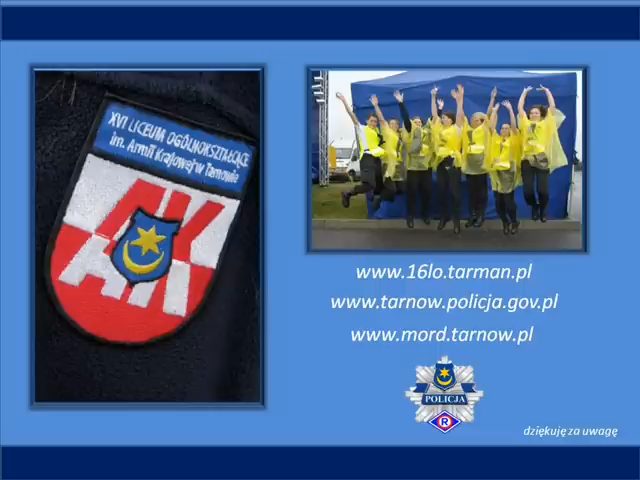 XVI LICEUM OGÓLNOKSZTAŁCĄCE
im. Armii Krajowej w Tarnowie
AK
www.16lo.tarman.pl
www.tarnow.policja.gov.pl
www.mord.tarnow.pl
POLICJA
R
dziękuję za uwagę